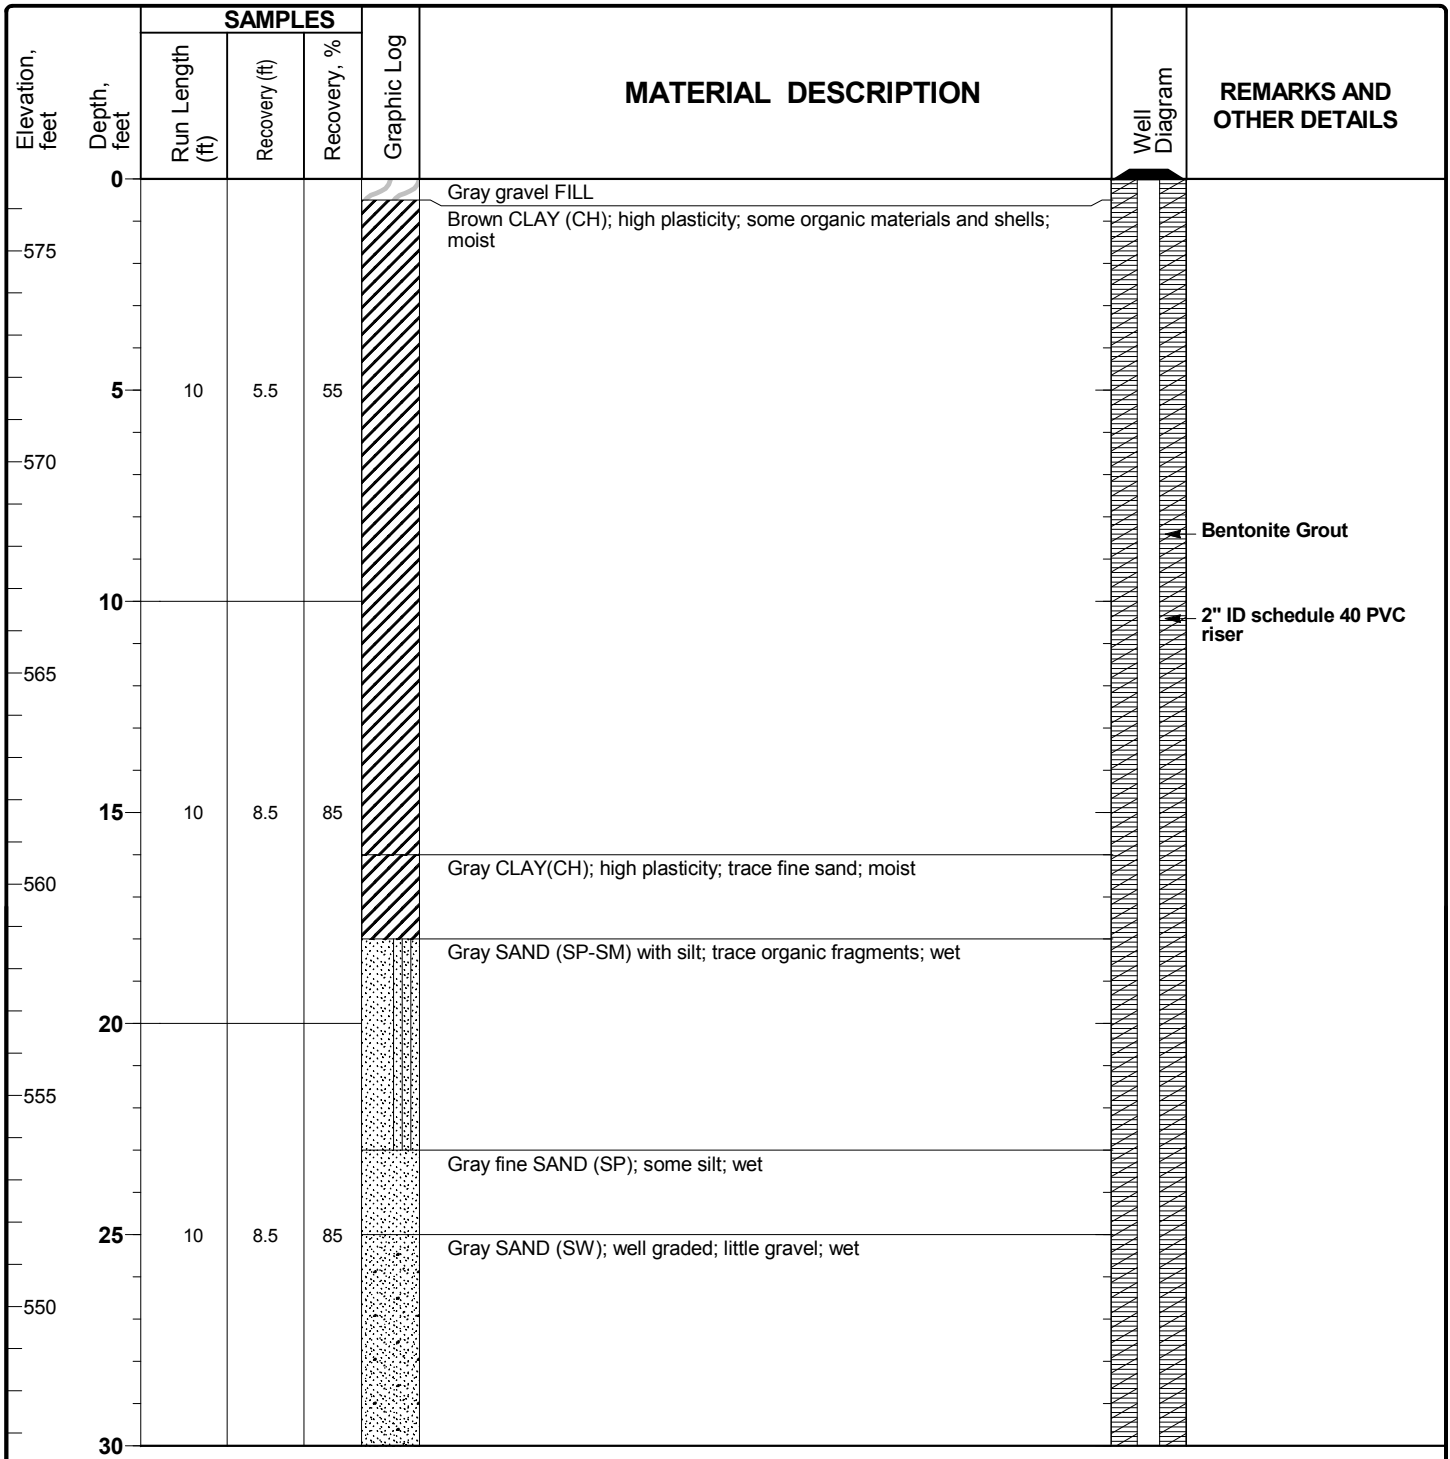 SAMPLES
Elevation,
feet
Depth,
feet
Run Length
(ft)
Recovery (ft)
Recovery, %
Graphic Log
MATERIAL DESCRIPTION
Well
Diagram
REMARKS AND
OTHER DETAILS
0
Gray gravel FILL
Brown CLAY (CH); high plasticity; some organic materials and shells;
moist
575
5 10 5.5 55
570
Bentonite Grout
10
2" ID schedule 40 PVC
riser
565
15 10 8.5 85
Gray CLAY(CH); high plasticity; trace fine sand; moist
560
Gray SAND (SP-SM) with silt; trace organic fragments; wet
20
555
Gray fine SAND (SP); some silt; wet
25 10 8.5 85
Gray SAND (SW); well graded; little gravel; wet
550
30